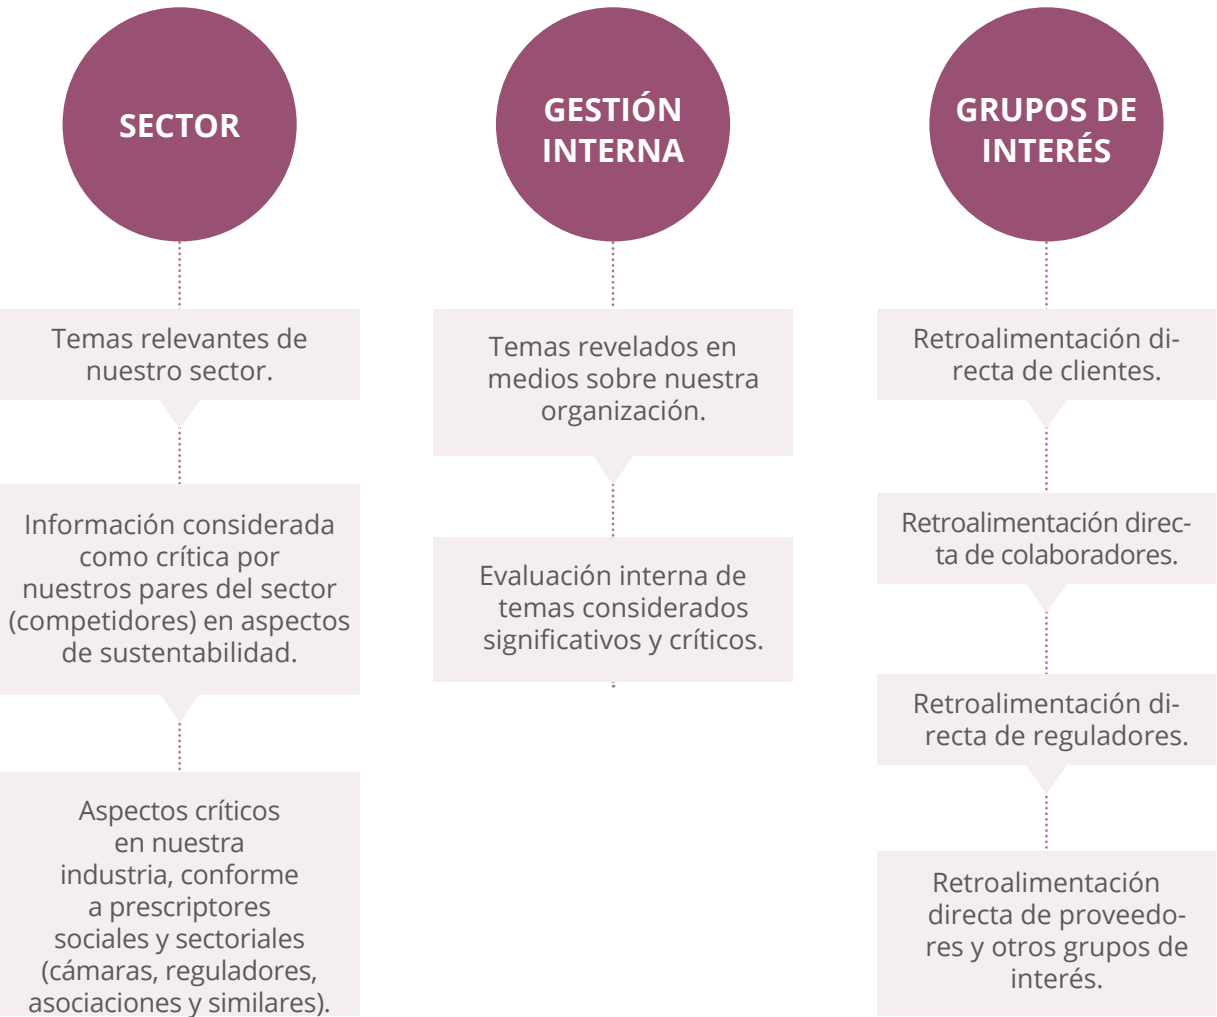 SECTOR
Temas relevantes de
nuestro sector.
Información considerada
como crítica por
nuestros pares del sector
(competidores) en aspectos
de sustentabilidad.
Aspectos críticos
en nuestra
industria, conforme
a prescriptores
sociales y sectoriales
(cámaras, reguladores,
asociaciones y similares).
GESTIÓN
INTERNA
Temas revelados en
medios sobre nuestra
organización.
Evaluación interna de
temas considerados
significativos y críticos.
GRUPOS DE
INTERÉS
Retroalimentación di-
recta de clientes.
Retroalimentación direc-
ta de colaboradores.
Retroalimentación di-
recta de reguladores.
Retroalimentación
directa de proveedo-
res y otros grupos de
interés.